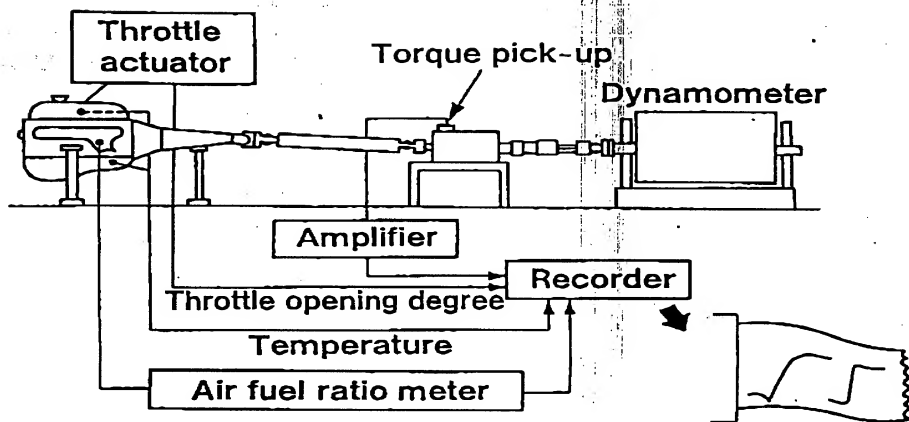 Throttle
actuator
Torque pick-up
Dynamometer
Amplifier
Recorder
Throttle opening degree
Temperature
Air fuel ratio meter